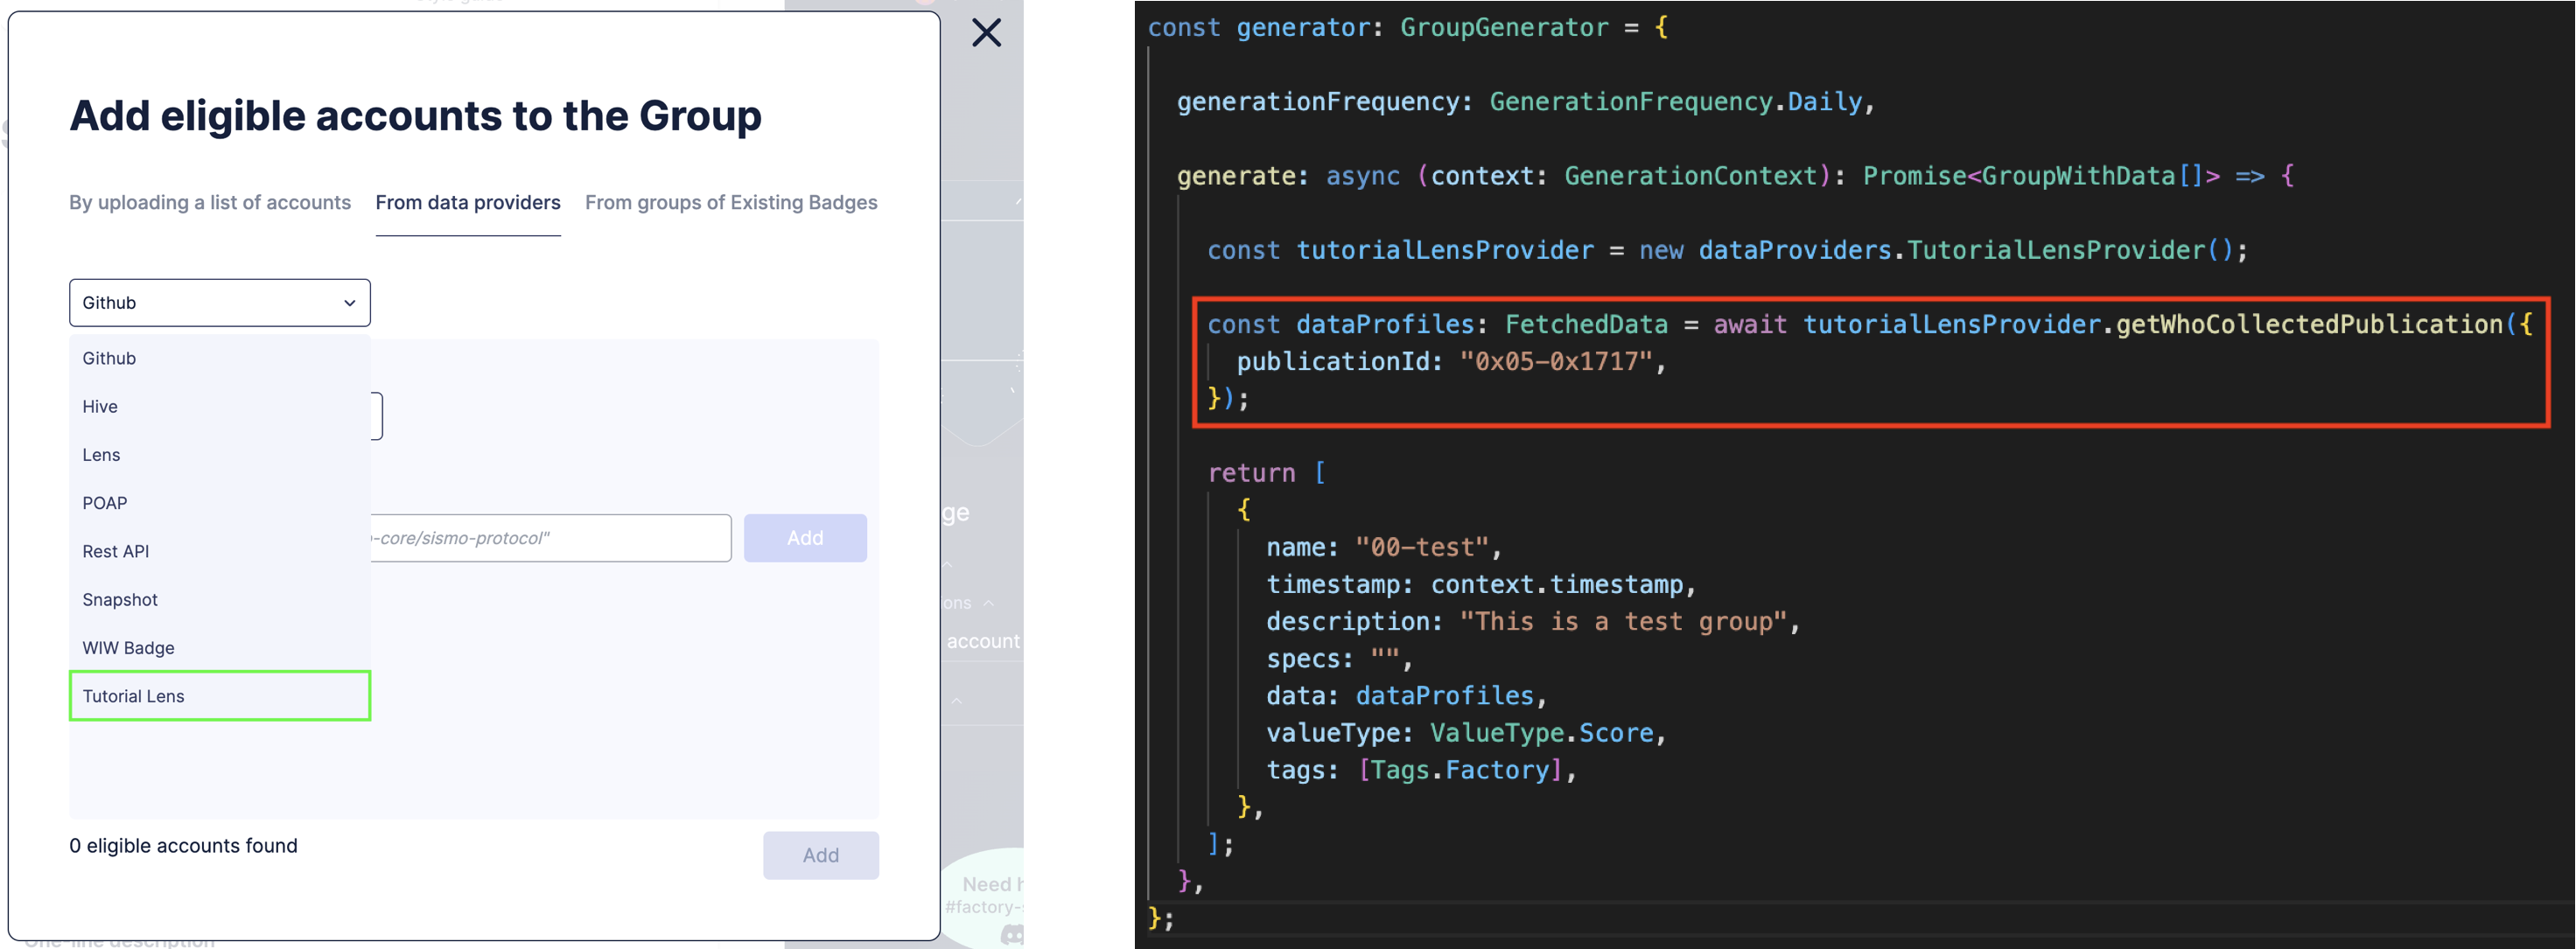 Add eligible accounts to the Group
By uploading a list of accounts From data providers From groups of Existing Badges
Github
Github
Hive
Lens
POAP
-core/sismo-protocol" Add
Rest API
Snapshot
WIW Badge
Tutorial Lens
0 eligible accounts found
Add
ge
ons
account
Need h
#factory-s
One-line description
const generator: GroupGenerator = {
generationFrequency: GenerationFrequency.Daily,
generate: async (context: GenerationContext): Promise<GroupWithData[]> => {
const tutorialLensProvider = new dataProviders.TutorialLensProvider();
const dataProfiles: FetchedData = await tutorialLensProvider.getWhoCollectedPublication({
publicationId: "0x05-0x1717",
});
return [
{
name: "00-test",
timestamp: context.timestamp,
description: "This is a test group",
specs: "",
data: dataProfiles,
valueType: ValueType.Score,
tags: [Tags.Factory],
},
];
},
};